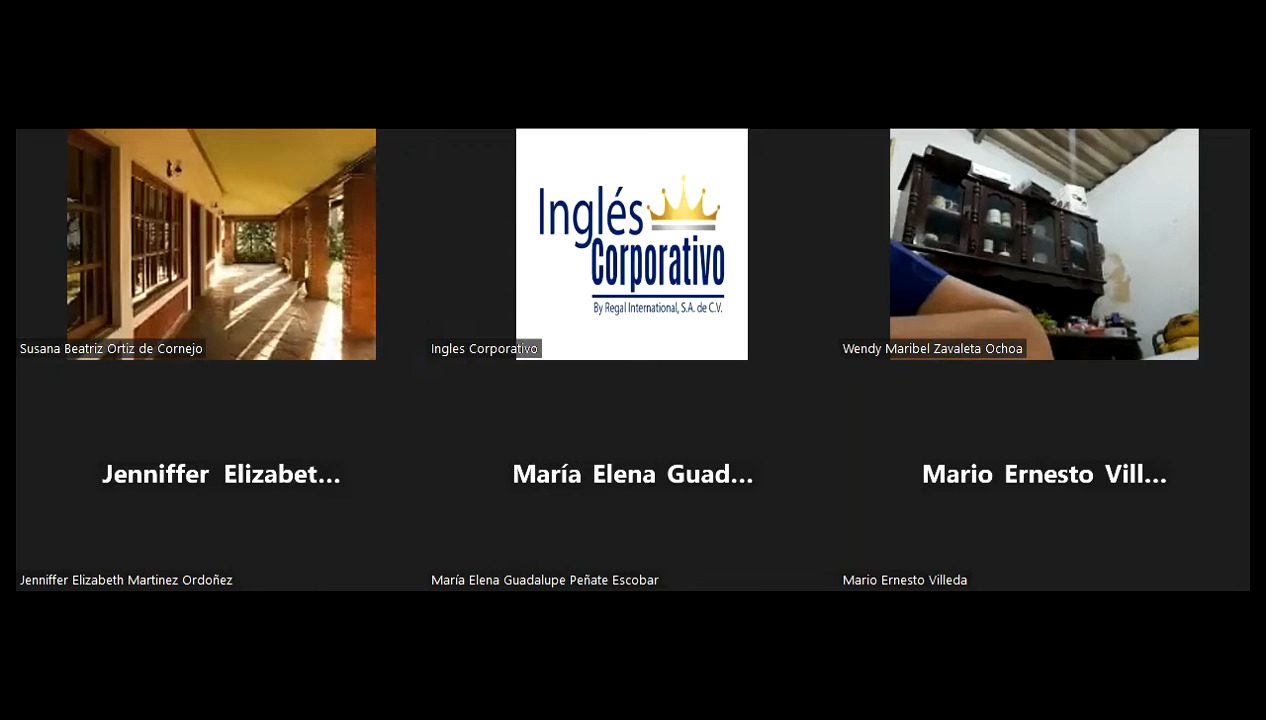 Inglés
Corporativo
By Regal International, S.A. de C.V.
Susana Beatriz Ortiz de Cornejo
Ingles Corporativo
Wendy Maribel Zavaleta Ochoa
Jenniffer Elizabet...
María Elena Guad...
Mario Ernesto Vill...
Jenniffer Elizabeth Martinez Ordoñez
María Elena Guadalupe Peñate Escobar
Mario Ernesto Villeda